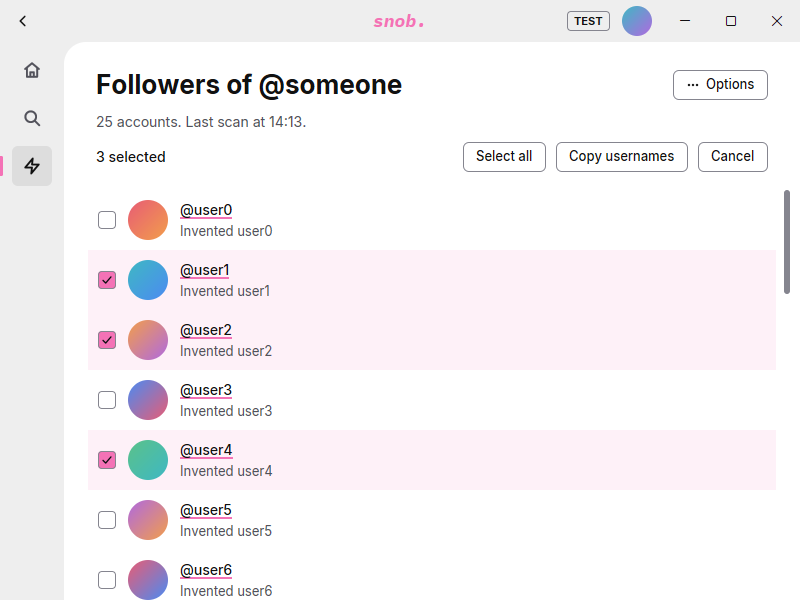 snob.
TEST
Followers of @someone
··· Options
25 accounts. Last scan at 14:13.
3 selected
Select all
Copy usernames
Cancel
@user0
Invented user0
@user1
Invented user1
@user2
Invented user2
@user3
Invented user3
@user4
Invented user4
@user5
Invented user5
@user6
Invented user6